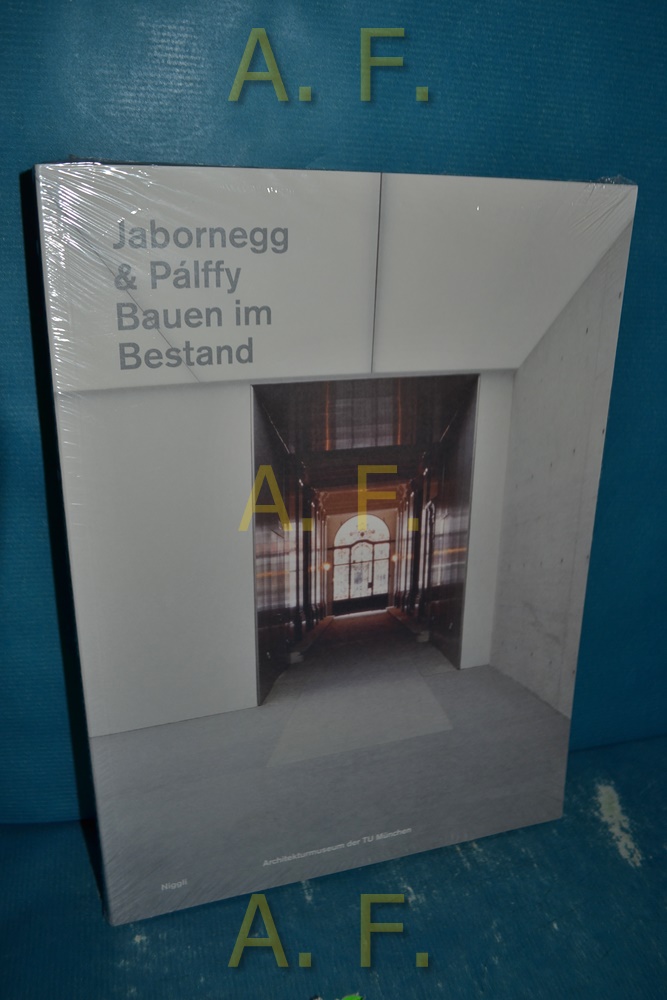 A. F.
Jabornegg
& Pálffy
Bauen im
Bestand
A. F.
Architekturmuseum der TU München
Niggli
A. F.